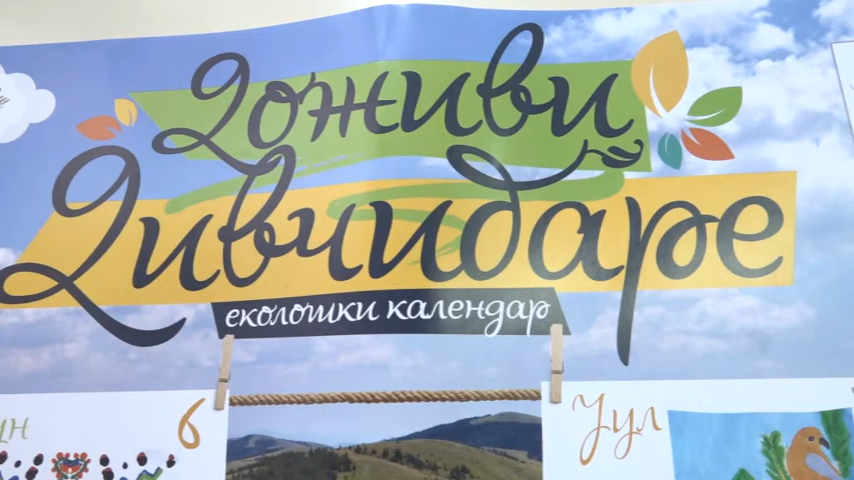 Доживи
Дивчибаре
еколошки календар
6
Јул